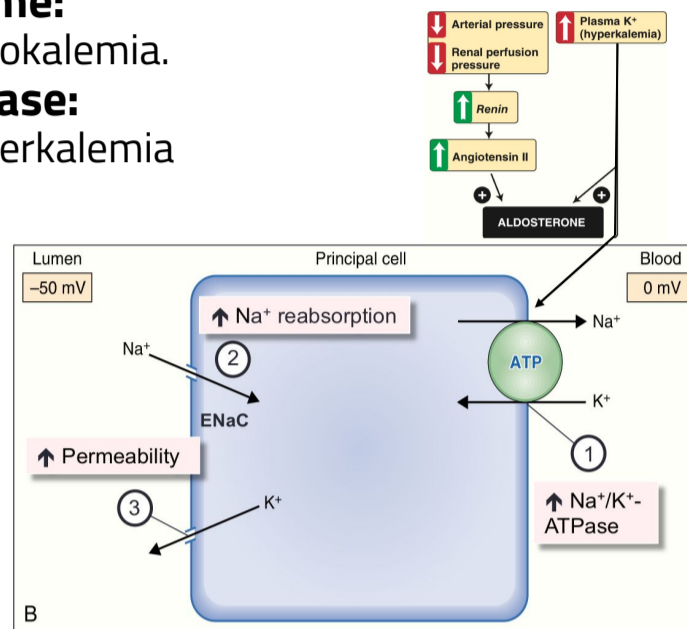 okalemia.
ase:
erkalemia
Arterial pressure
Renal perfusion
pressure
Plasma K⁺
(hyperkalemia)
Renin
Angiotensin II
+
+
ALDOSTERONE
Lumen
Principal cell
Blood
–50 mV
0 mV
↑ Na⁺ reabsorption
Na⁺
Na⁺
2
ATP
ENaC
K⁺
↑ Permeability
1
K⁺
3
↑ Na⁺/K⁺-
ATPase
B